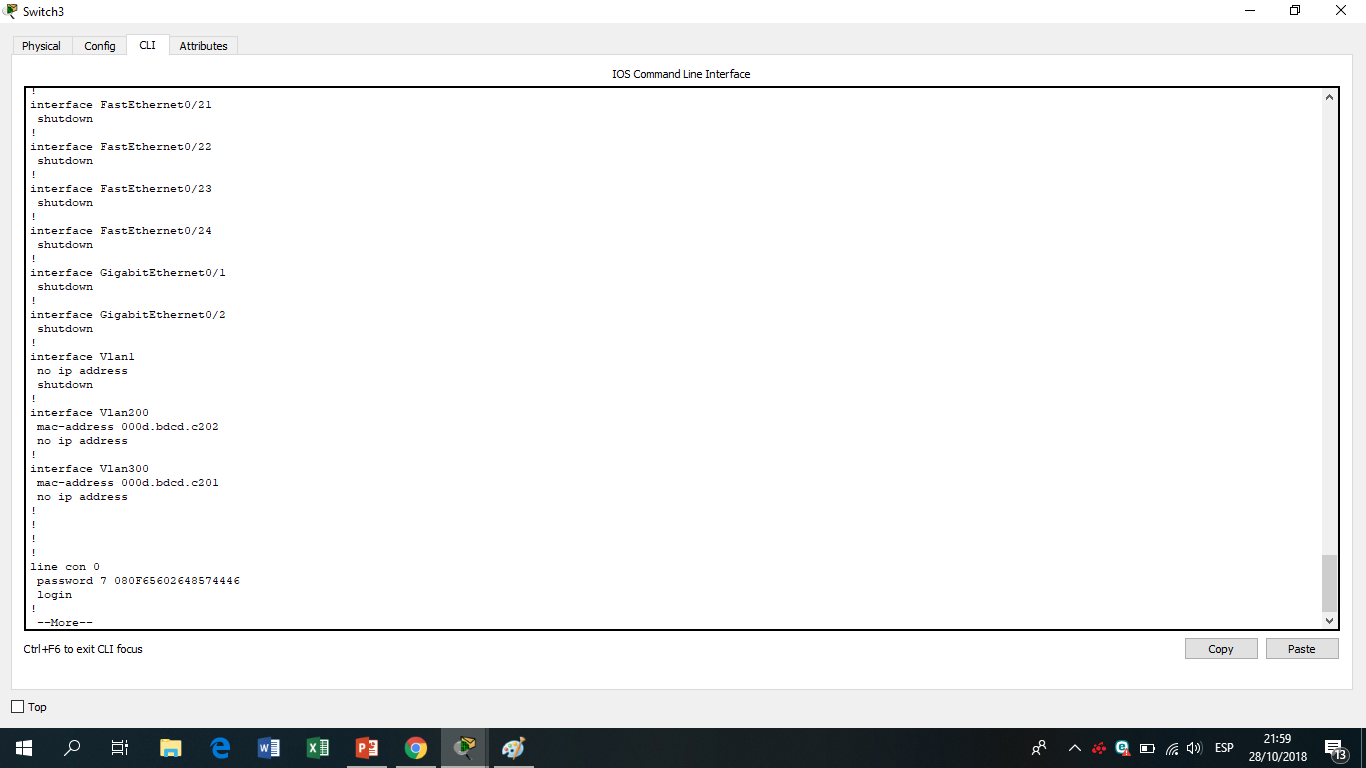 Switch3
Physical Config CLI Attributes
IOS Command Line Interface
!
interface FastEthernet0/21
 shutdown
!
interface FastEthernet0/22
 shutdown
!
interface FastEthernet0/23
 shutdown
!
interface FastEthernet0/24
 shutdown
!
interface GigabitEthernet0/1
 shutdown
!
interface GigabitEthernet0/2
 shutdown
!
interface Vlan1
 no ip address
 shutdown
!
interface Vlan200
 mac-address 000d.bdcd.c202
 no ip address
!
interface Vlan300
 mac-address 000d.bdcd.c201
 no ip address
!
!
!
!
line con 0
 password 7 080F65602648574446
 login
!
 --More--
Ctrl+F6 to exit CLI focus
Copy Paste
Top
ESP
21:59
28/10/2018
13